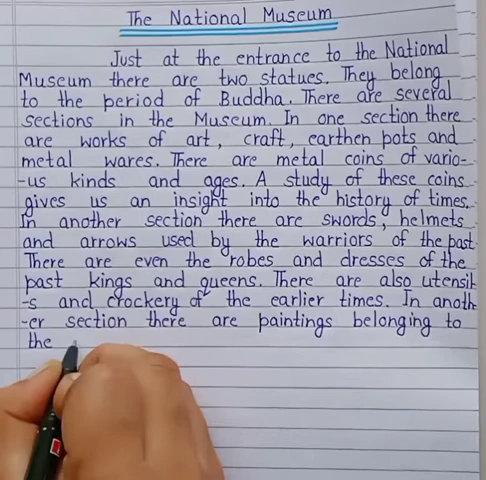 The National Museum
Just at the entrance to the National
Museum there are two statues. They belong
to the period of Buddha. There are several
sections in the Museum. In one section there
are works of art, craft, earthen pots and
metal wares. There are metal coins of vario-
-us kinds and ages. A study of these coins
gives us an insight into the history of times.
In another section there are swords, helmets
and arrows used by the warriors of the past
There are even the robes and dresses of the
past kings and queens. There are also utensil
-s and crockery of the earlier times. In anoth
-er section there are paintings belonging to
the